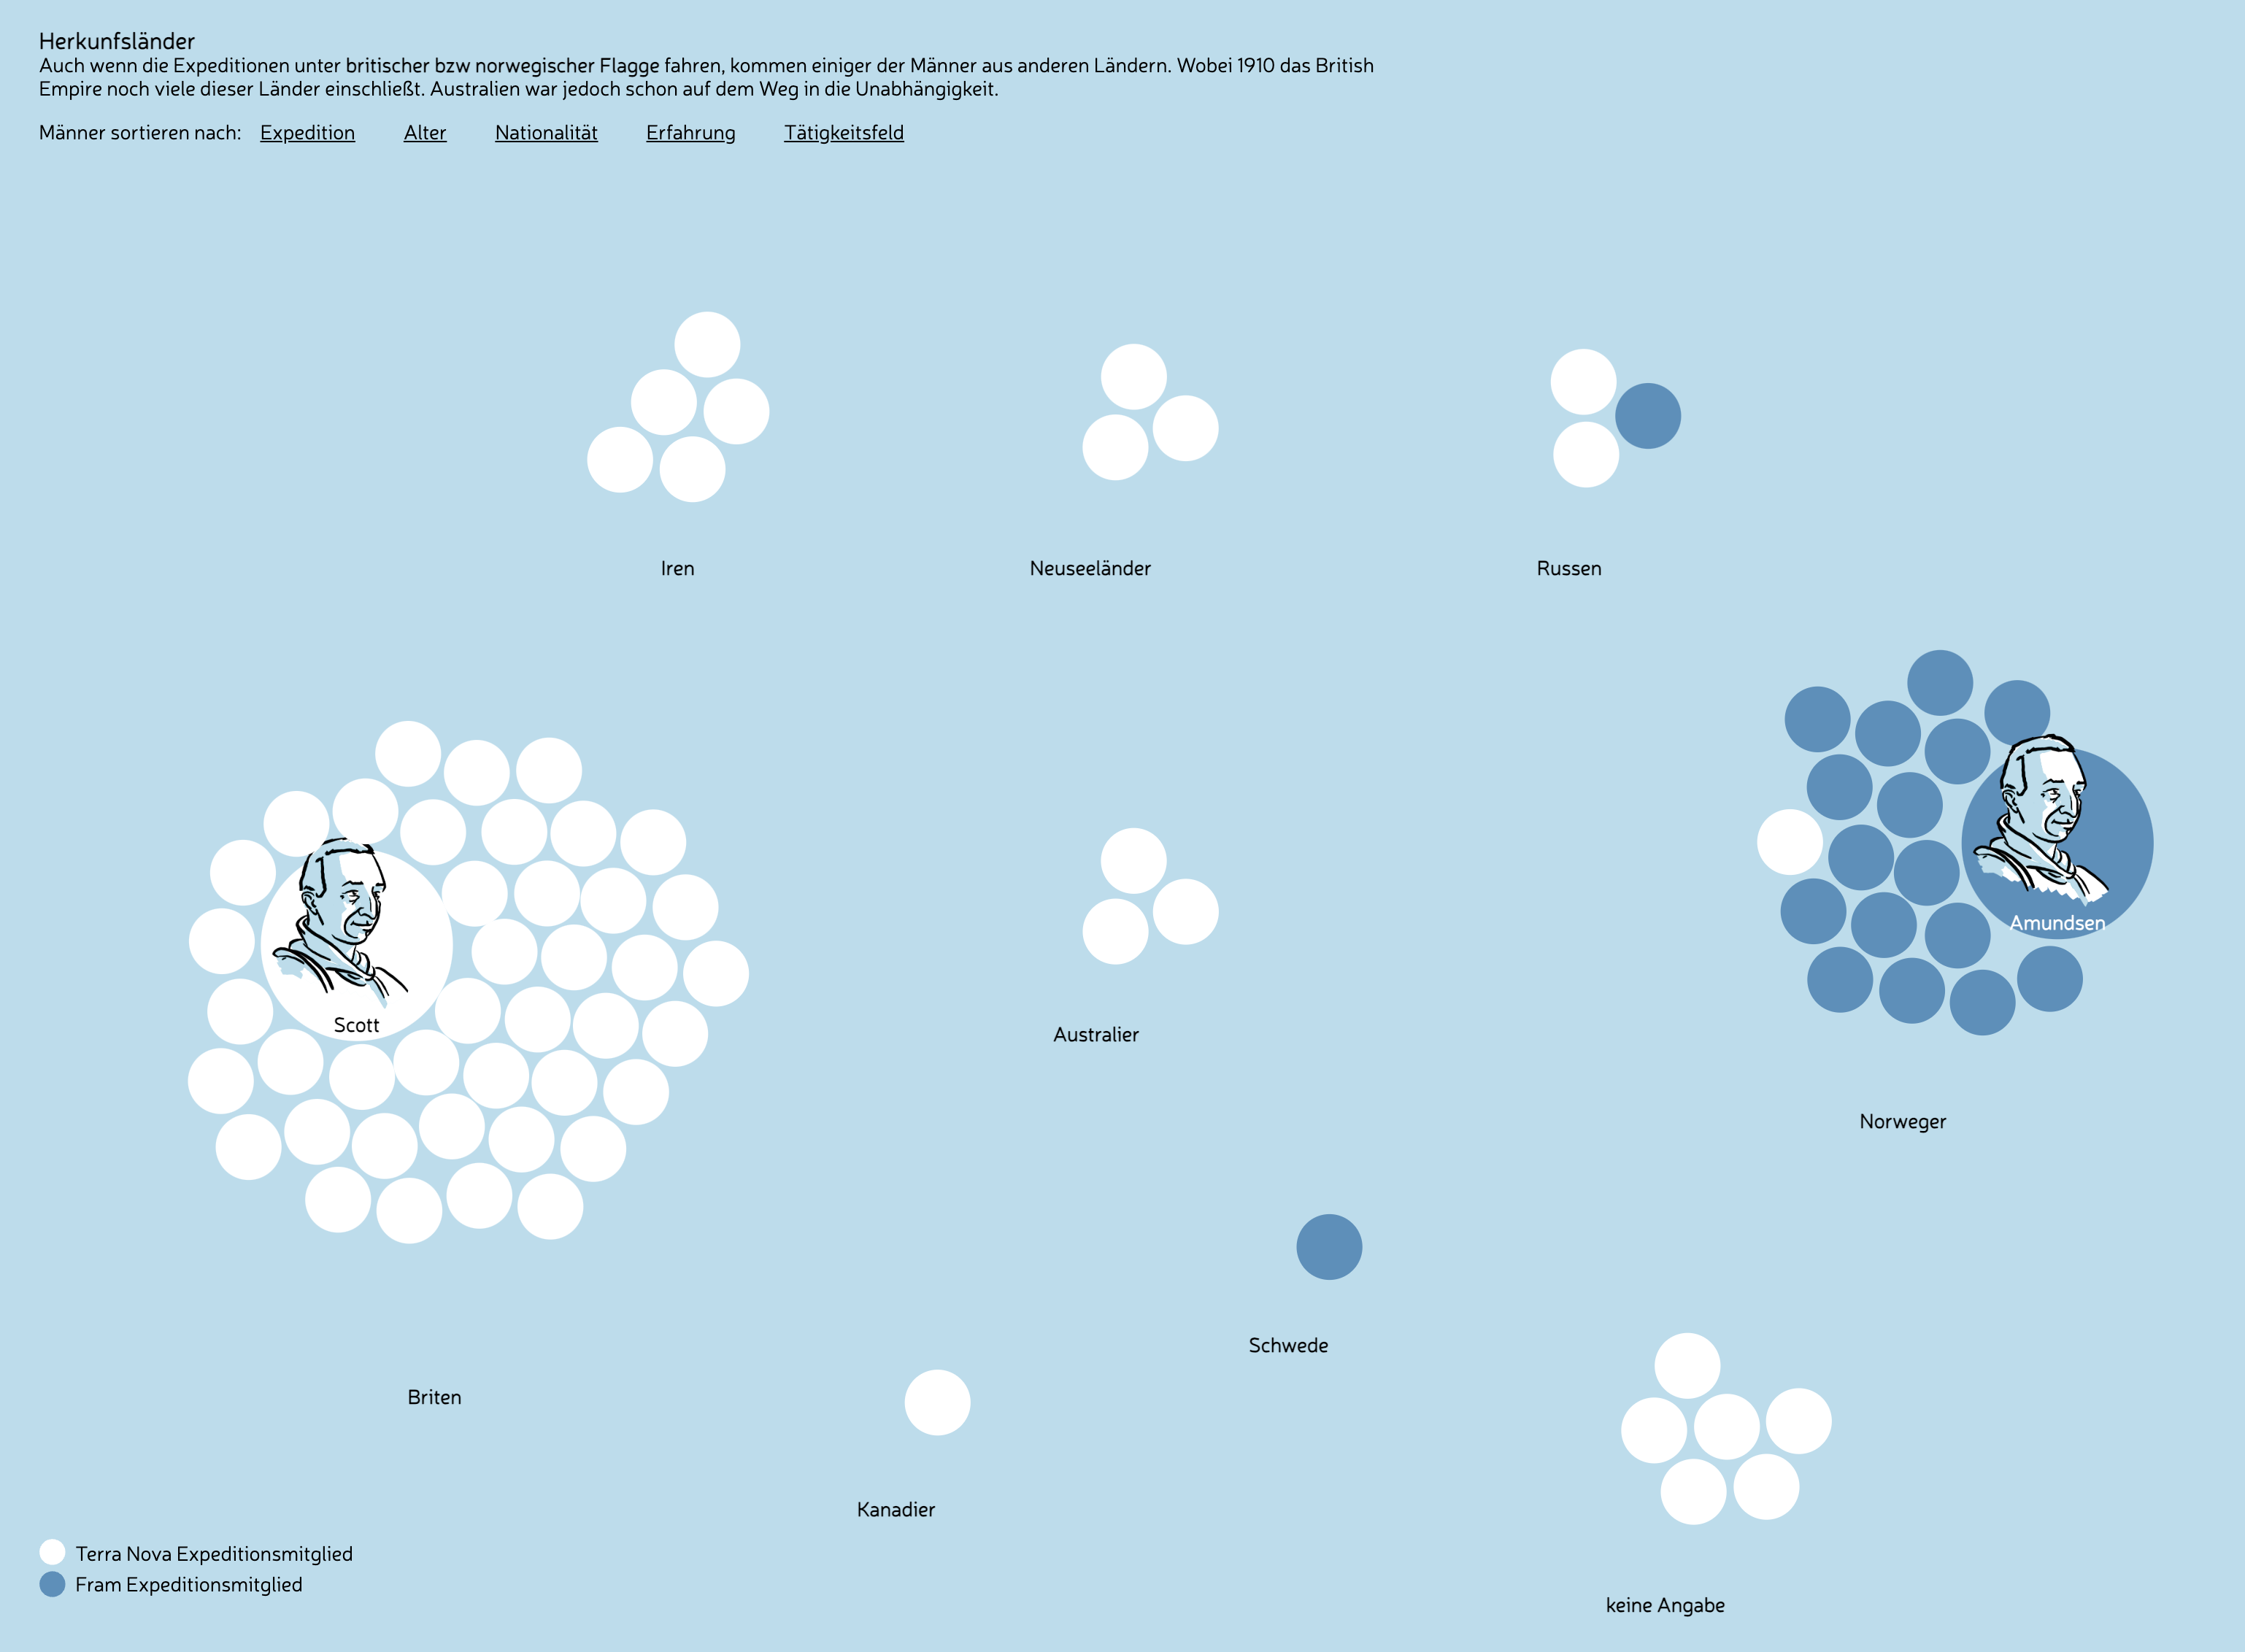 Herkunfsländer
Auch wenn die Expeditionen unter britischer bzw norwegischer Flagge fahren, kommen einiger der Männer aus anderen Ländern. Wobei 1910 das British
Empire noch viele dieser Länder einschließt. Australien war jedoch schon auf dem Weg in die Unabhängigkeit.
Männer sortieren nach: Expedition Alter Nationalität Erfahrung Tätigkeitsfeld
Iren
Neuseeländer
Russen
Amundsen
Scott
Australier
Norweger
Schwede
Briten
Kanadier
Terra Nova Expeditionsmitglied
Fram Expeditionsmitglied
keine Angabe